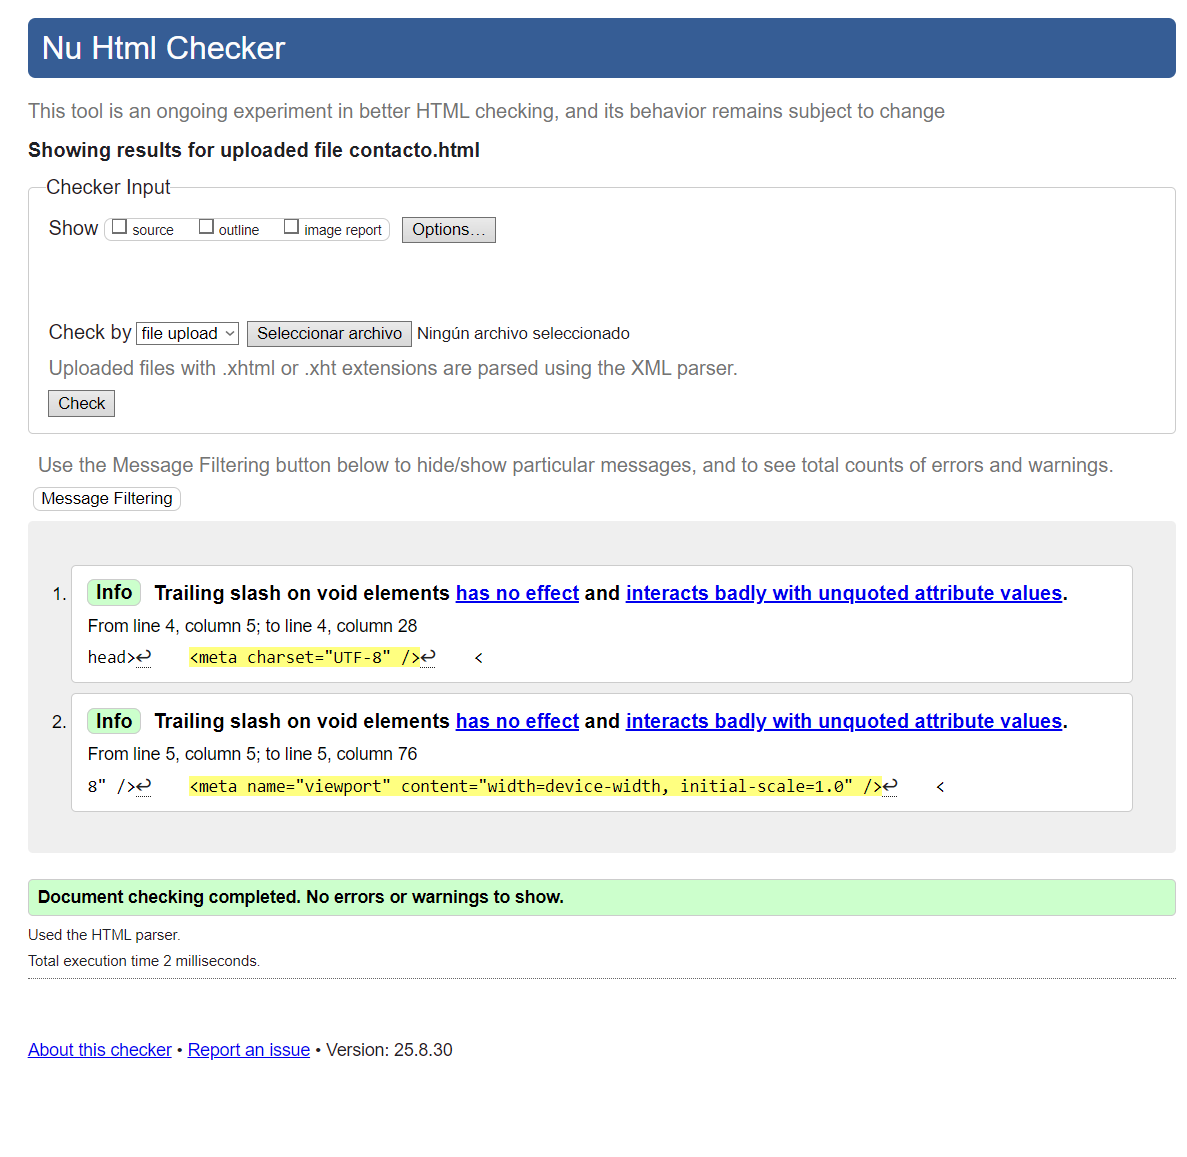 Nu Html Checker
This tool is an ongoing experiment in better HTML checking, and its behavior remains subject to change
Showing results for uploaded file contacto.html
Checker Input
Show source outline image report Options...
Check by file upload Seleccionar archivo Ningún archivo seleccionado
Uploaded files with .xhtml or .xht extensions are parsed using the XML parser.
Check
Use the Message Filtering button below to hide/show particular messages, and to see total counts of errors and warnings.
Message Filtering
1. Info Trailing slash on void elements has no effect and interacts badly with unquoted attribute values.
From line 4, column 5; to line 4, column 28
head>↩ <meta charset="UTF-8" />↩ <
2. Info Trailing slash on void elements has no effect and interacts badly with unquoted attribute values.
From line 5, column 5; to line 5, column 76
8" />↩ <meta name="viewport" content="width=device-width, initial-scale=1.0" />↩ <
Document checking completed. No errors or warnings to show.
Used the HTML parser.
Total execution time 2 milliseconds.
About this checker • Report an issue • Version: 25.8.30